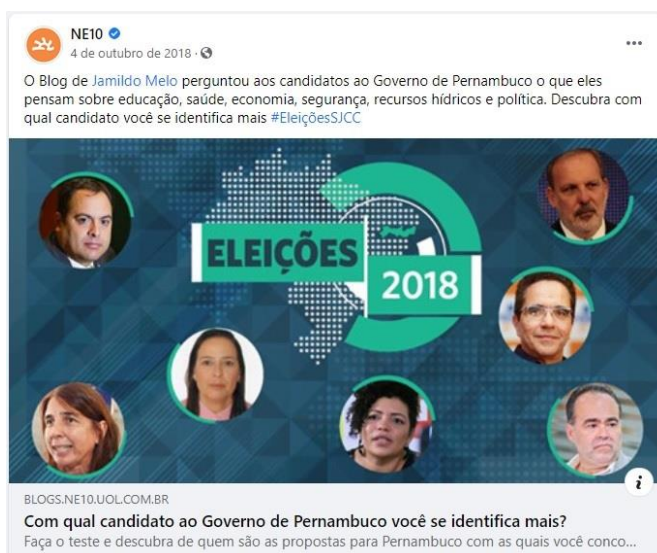 NE10
4 de outubro de 2018 ·
O Blog de Jamildo Melo perguntou aos candidatos ao Governo de Pernambuco o que eles
pensam sobre educação, saúde, economia, segurança, recursos hídricos e política. Descubra com
qual candidato você se identifica mais #EleiçõesSJCC
ELEIÇÕES
2018
BLOGS.NE10.UOL.COM.BR
Com qual candidato ao Governo de Pernambuco você se identifica mais?
Faça o teste e descubra de quem são as propostas para Pernambuco com as quais você conco...